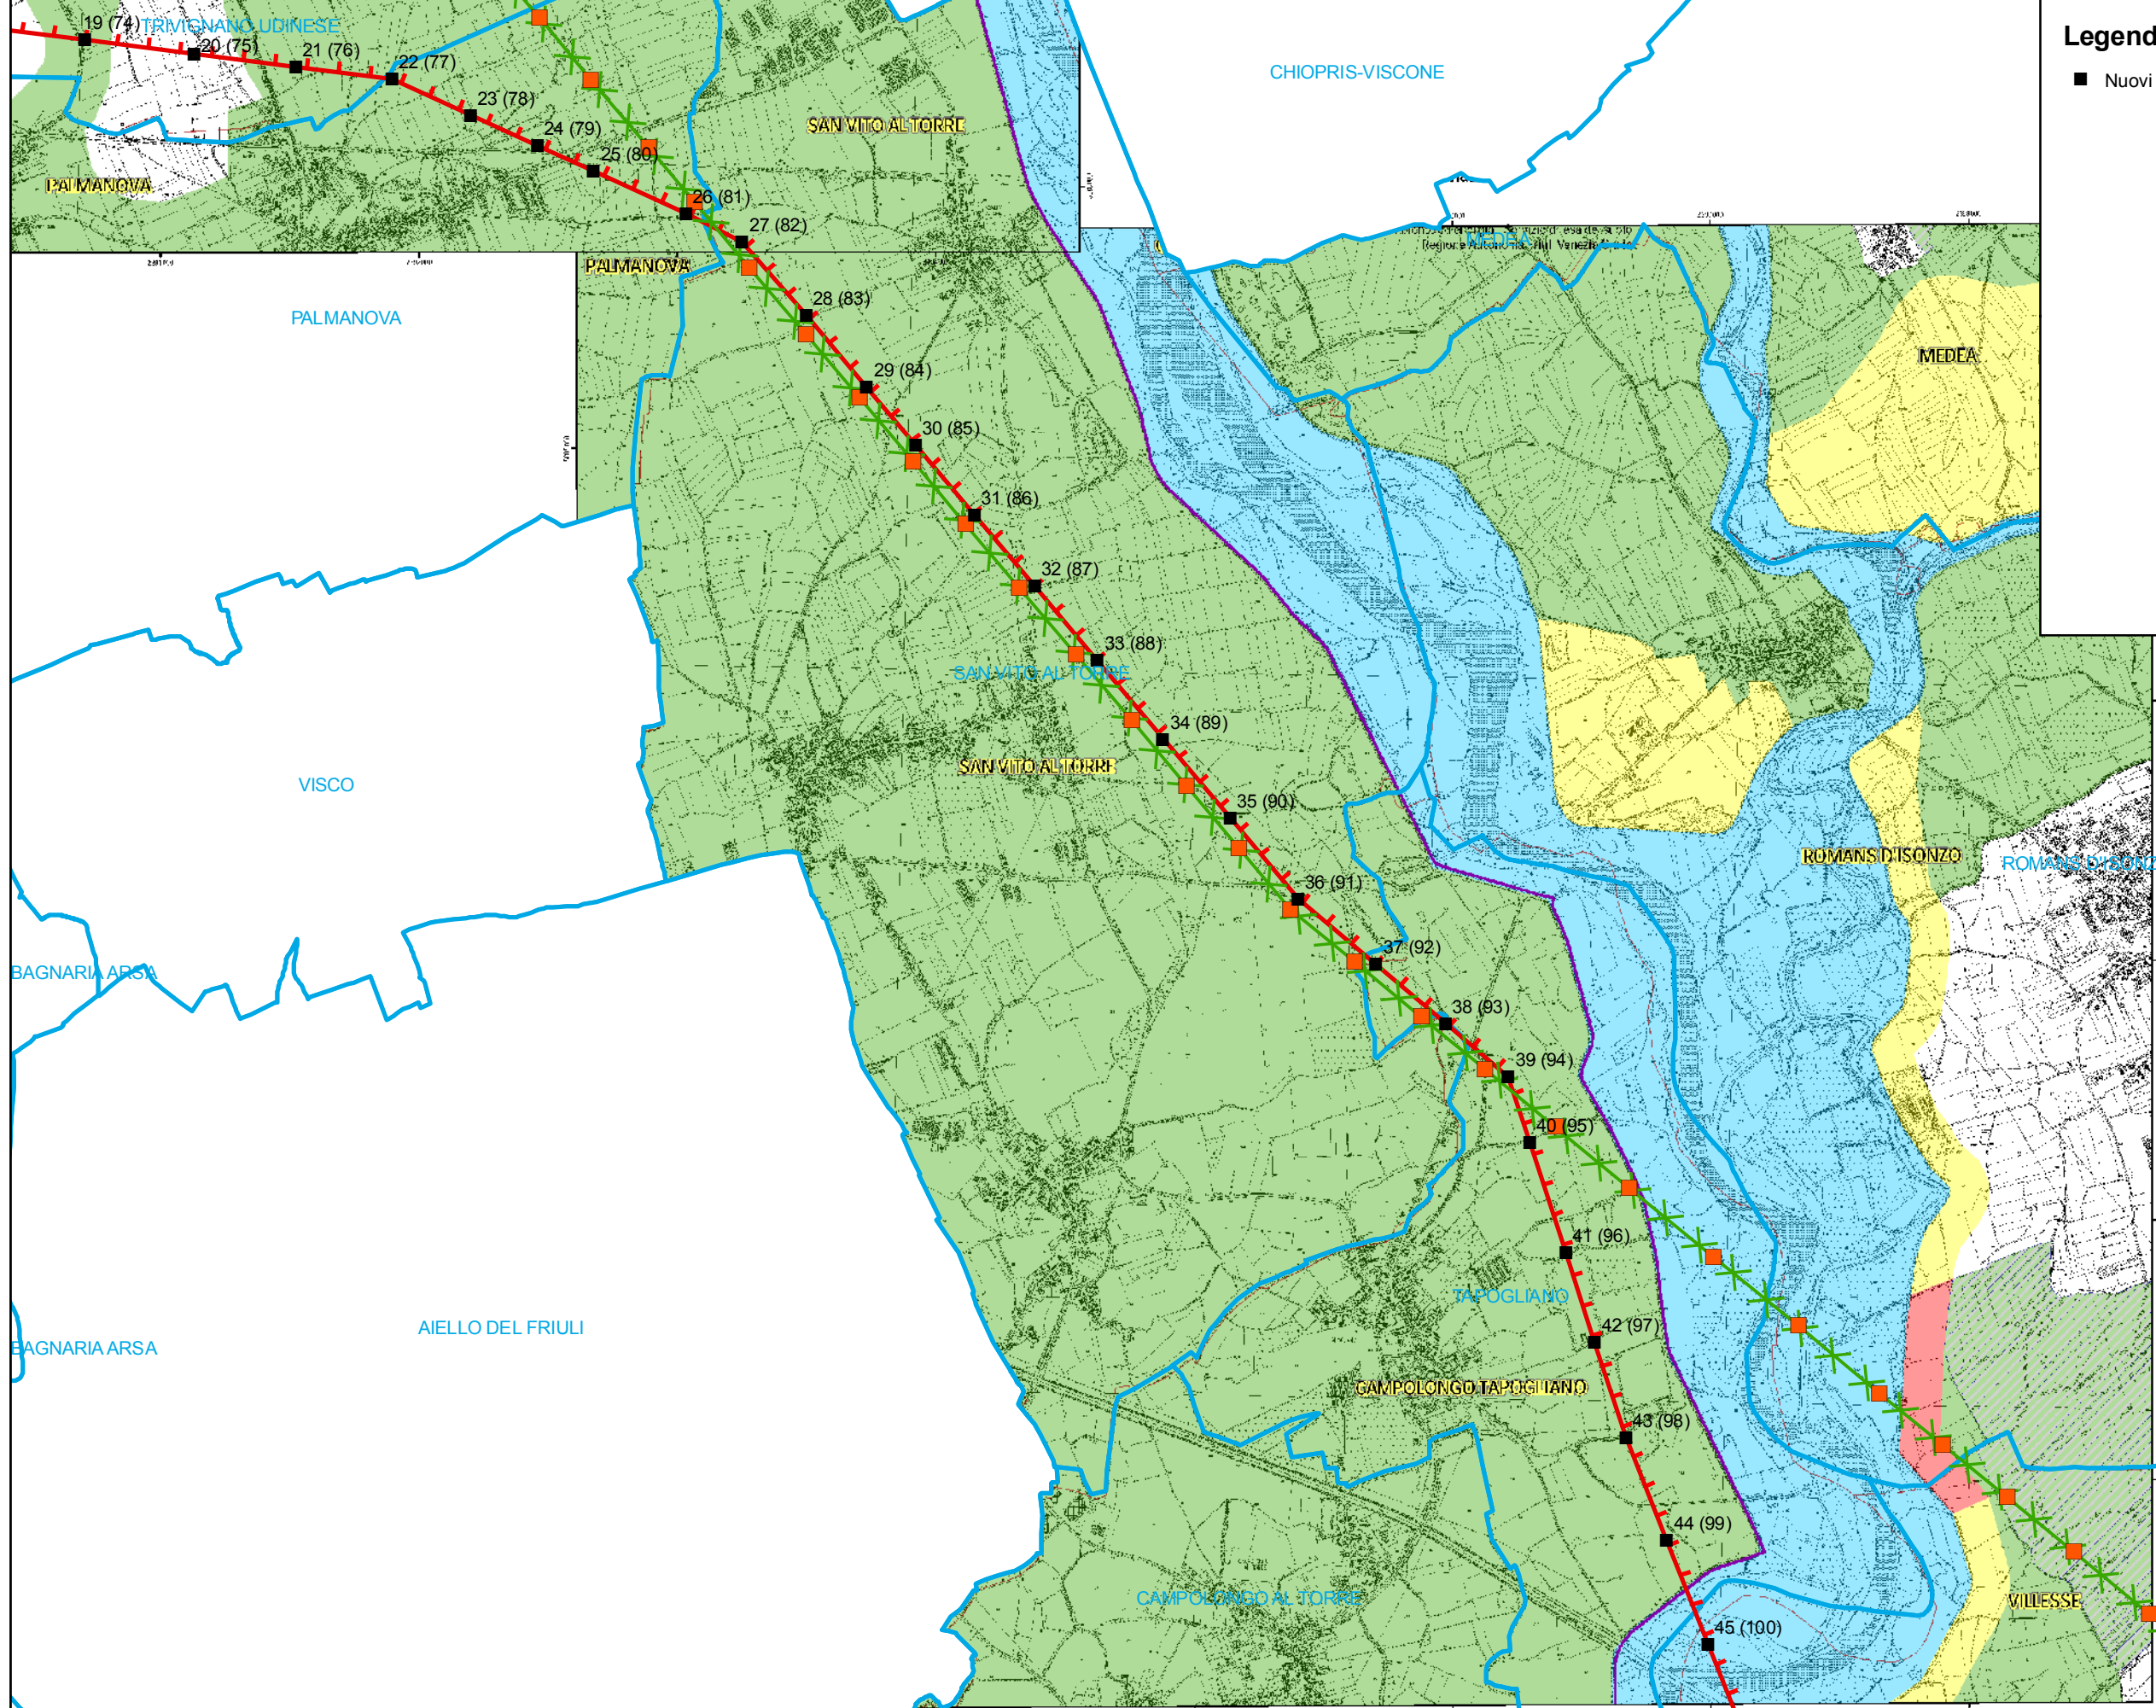 19 (74)
TRIVIGNANO UDINESE
20 (75)
21 (76)
22 (77)
23 (78)
24 (79)
25 (80)
26 (81)
27 (82)
PALMANOVA
SAN VITO AL TORRE
CHIOPRIS-VISCONE
Legend
Nuovi
MEDEA
PALMANOVA
PALMANOVA
28 (83)
29 (84)
30 (85)
31 (86)
32 (87)
33 (88)
MEDEA
SAN VITO AL TORRE
34 (89)
SAN VITO AL TORRE
VISCO
35 (90)
ROMANS D'ISONZO
ROMANS D'ISONZ
36 (91)
37 (92)
BAGNARIA ARSA
38 (93)
39 (94)
40 (95)
41 (96)
TAPOGLIANO
AIELLO DEL FRIULI
42 (97)
BAGNARIA ARSA
CAMPOLONGO TAPOGLIANO
43 (98)
44 (99)
CAMPOLONGO AL TORRE
VILLESSE
45 (100)